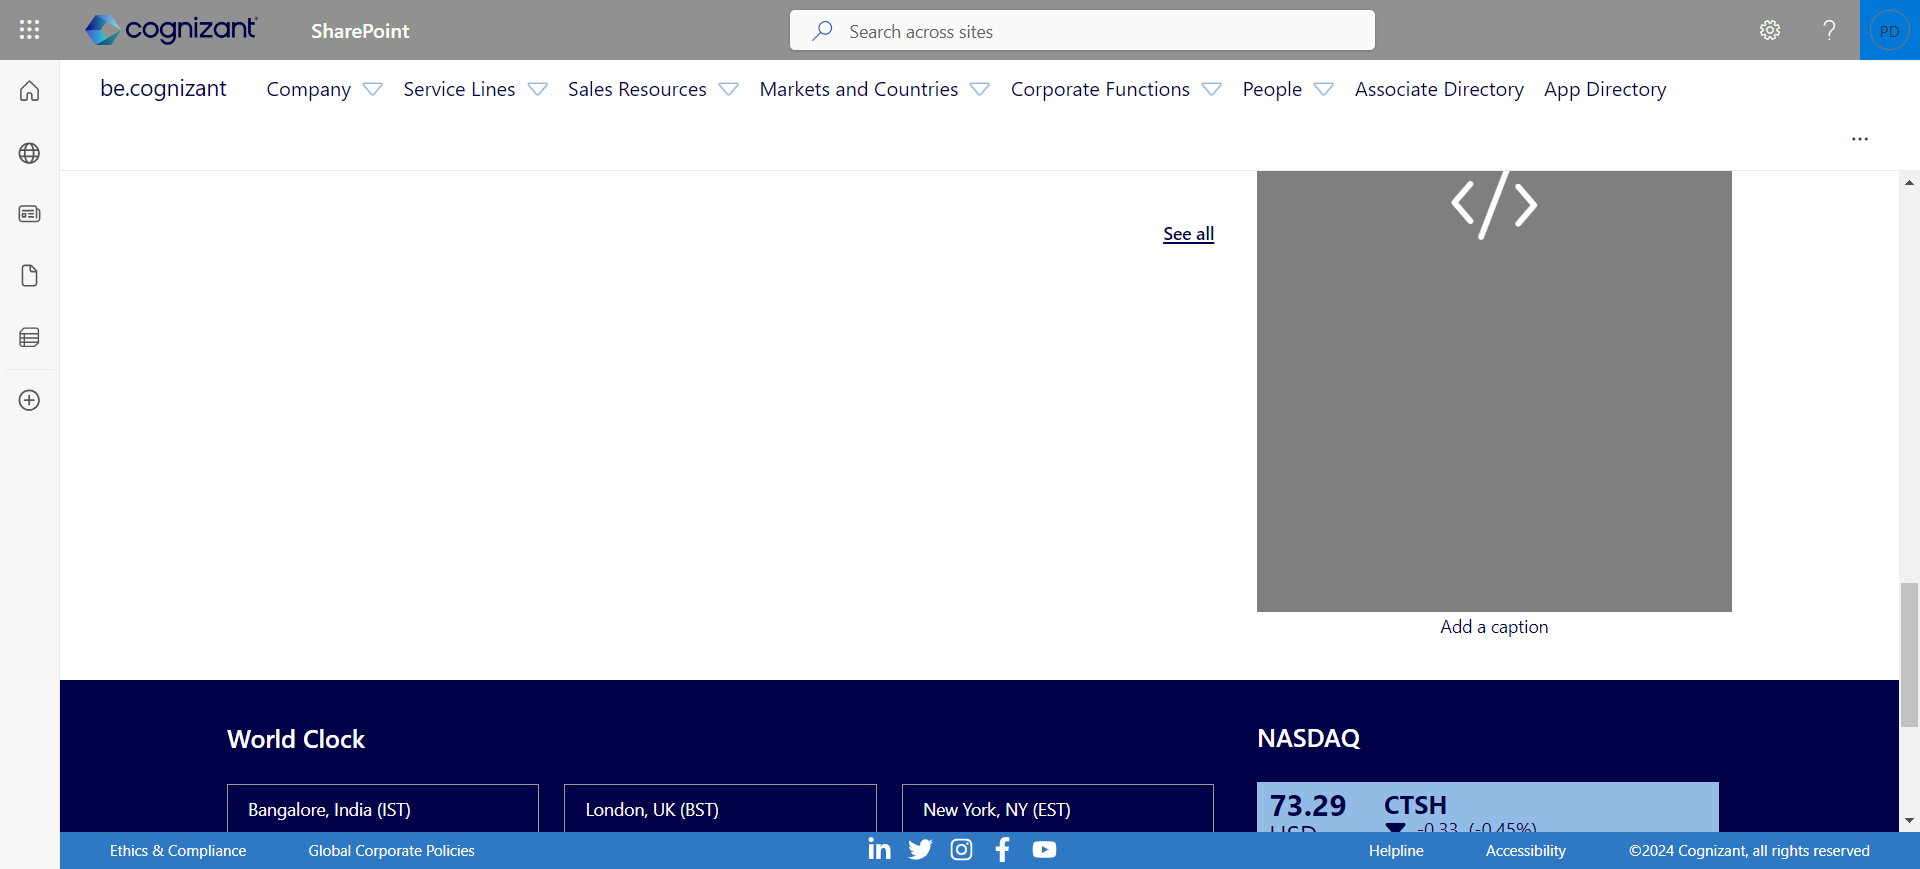 cognizant SharePoint Search across sites ? PD
be.cognizant Company Service Lines Sales Resources Markets and Countries Corporate Functions People Associate Directory App Directory
...
</>
See all
Add a caption
World Clock NASDAQ
Bangalore, India (IST) London, UK (BST) New York, NY (EST) 73.29 CTSH
USD -0.33 (-0.45%)
Ethics & Compliance Global Corporate Policies in f Helpline Accessibility ©2024 Cognizant, all rights reserved